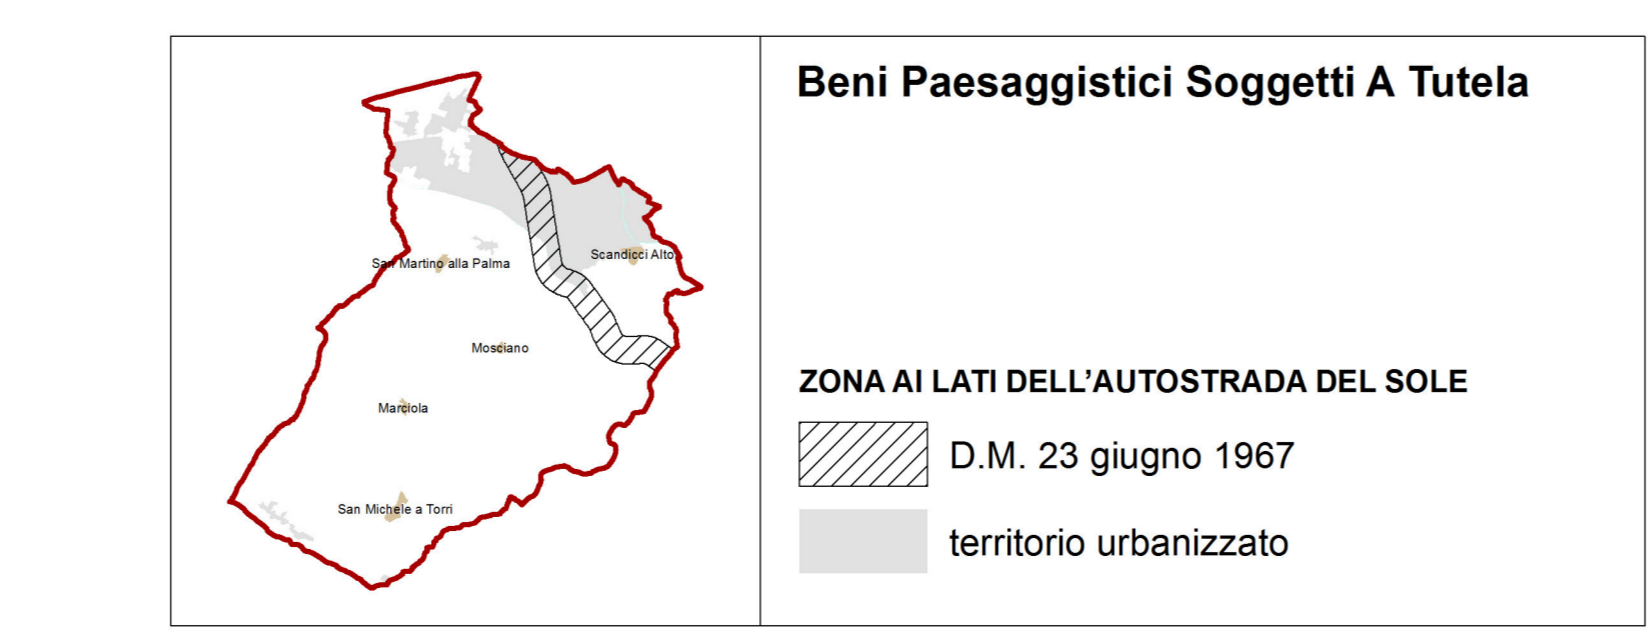 Beni Paesaggistici Soggetti A Tutela
San Martino alla Palma
Scandicci Alto
Mosciano
Marciola
San Michele a Torri
ZONA AI LATI DELL’AUTOSTRADA DEL SOLE
D.M. 23 giugno 1967
territorio urbanizzato